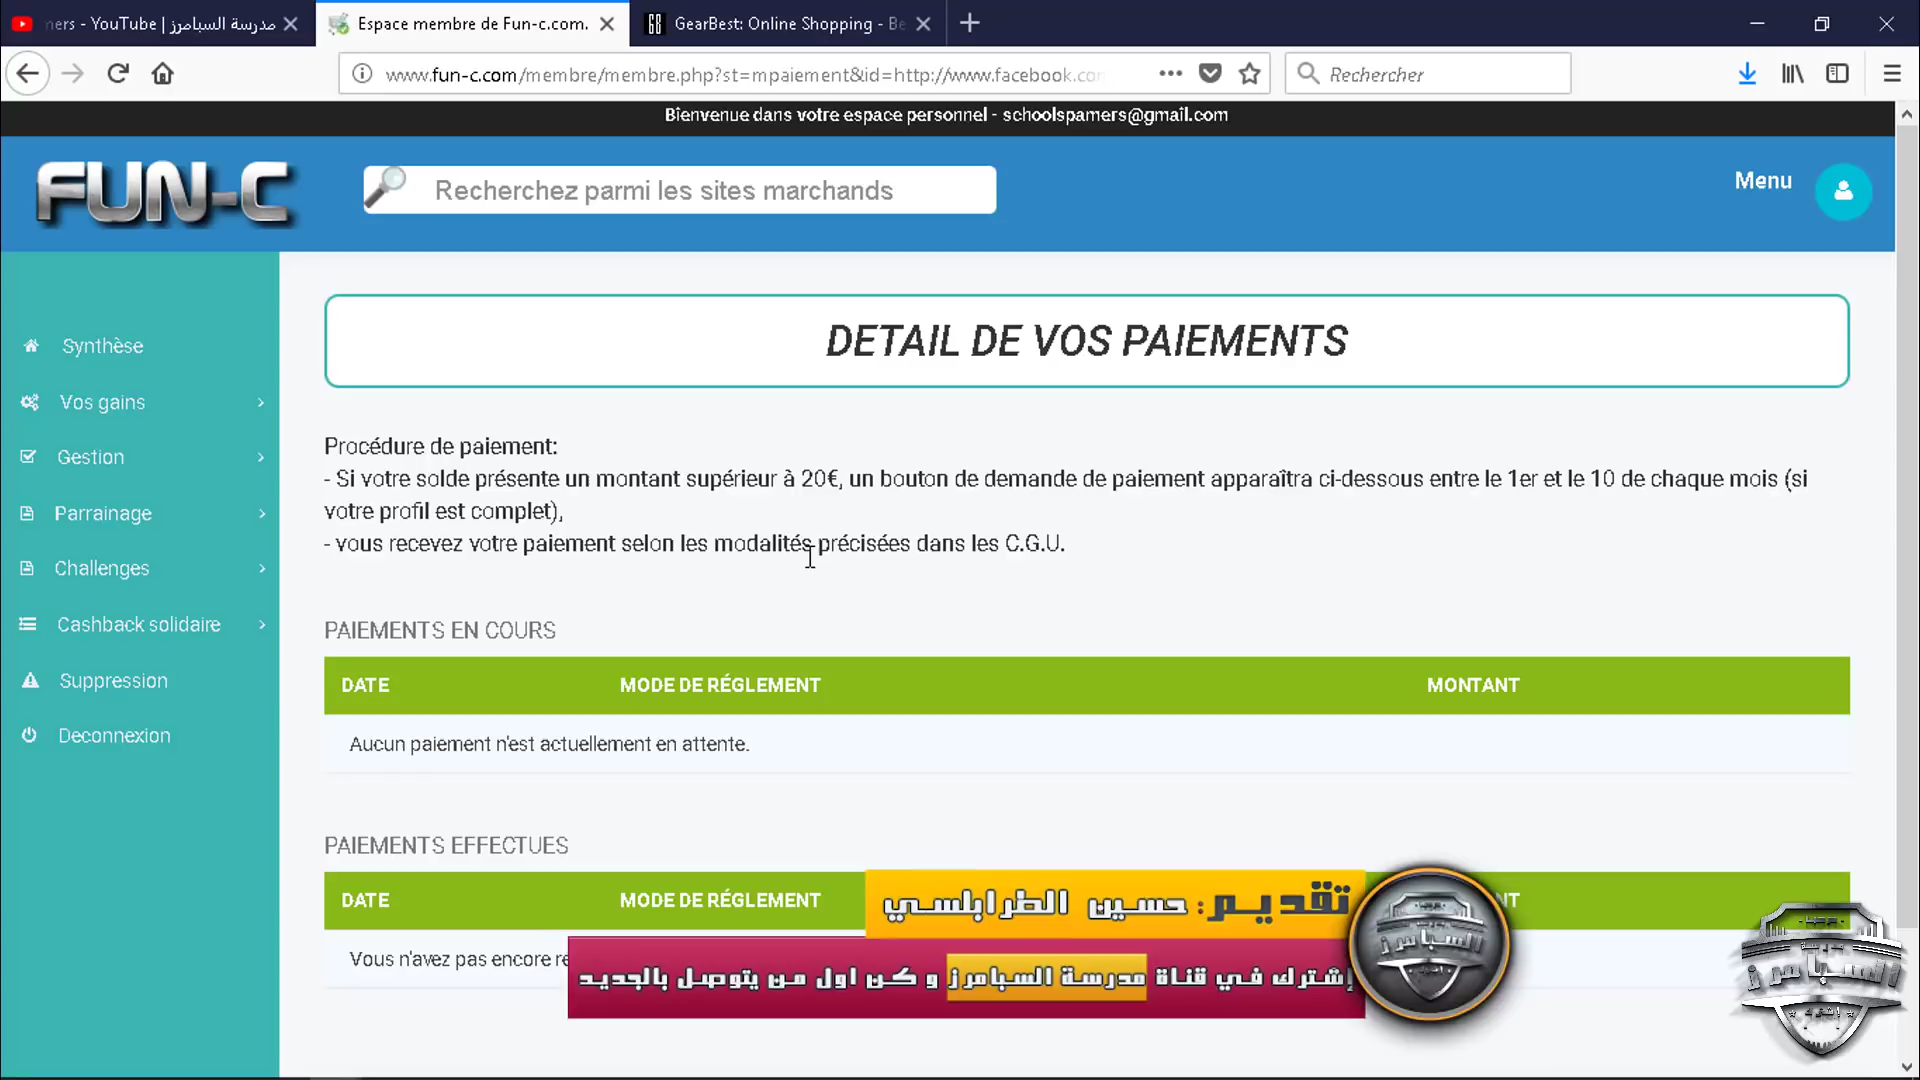 ners - YouTube | مدرسة السبامرز
Espace membre de Fun-c.com.
GearBest: Online Shopping - Be
www.fun-c.com/membre/membre.php?st=mpaiement&id=http://www.facebook.co
Rechercher
Bienvenue dans votre espace personnel - schoolspamers@gmail.com
FUN-C
Recherchez parmi les sites marchands
Menu
DETAIL DE VOS PAIEMENTS
Synthèse
Vos gains
Gestion
Parrainage
Challenges
Cashback solidaire
Suppression
Deconnexion
Procédure de paiement:
- Si votre solde présente un montant supérieur à 20€, un bouton de demande de paiement apparaîtra ci-dessous entre le 1er et le 10 de chaque mois (si
votre profil est complet),
- vous recevez votre paiement selon les modalités précisées dans les C.G.U.
PAIEMENTS EN COURS
DATE MODE DE RÉGLEMENT MONTANT
Aucun paiement n'est actuellement en attente.
PAIEMENTS EFFECTUES
DATE MODE DE RÉGLEMENT NT
Vous n'avez pas encore re
تقديم: حسين الطرابلسي
إشترك في قناة مدرسة السبامرز و كن اول من يتوصل بالجديد
السبامرز
السبامرز